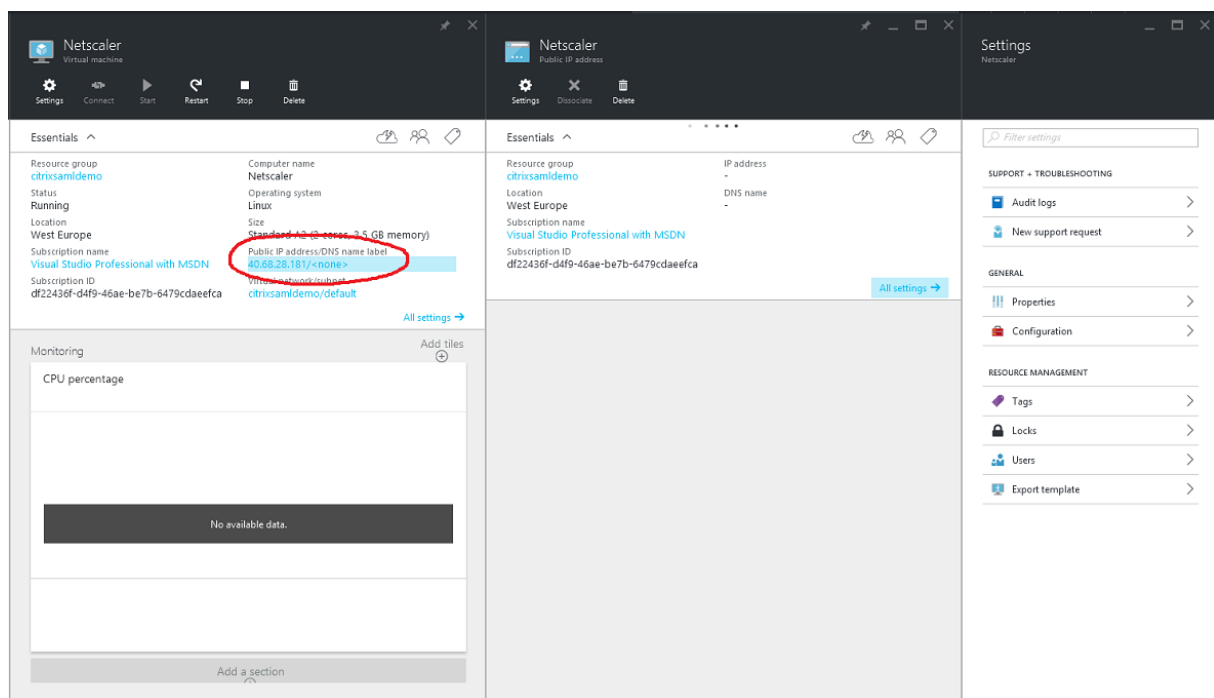 Netscaler
Virtual machine
Settings Connect Start Restart Stop Delete
Essentials
Resource group
citrixsamldemo
Status
Running
Location
West Europe
Subscription name
Visual Studio Professional with MSDN
Subscription ID
df22436f-d4f9-46ae-be7b-6479cdaeefca
Computer name
Netscaler
Operating system
Linux
Size
Standard A2 (2 cores, 3.5 GB memory)
Public IP address/DNS name label
40.68.28.181/<none>
Virtual network/subnet
citrixsamldemo/default
All settings →
Monitoring
Add tiles
CPU percentage
No available data.
Add a section
Netscaler
Public IP address
Settings Dissociate Delete
Essentials
Resource group
citrixsamldemo
Location
West Europe
Subscription name
Visual Studio Professional with MSDN
Subscription ID
df22436f-d4f9-46ae-be7b-6479cdaeefca
IP address
-
DNS name
-
All settings →
Settings
Netscaler
Filter settings
SUPPORT + TROUBLESHOOTING
Audit logs
New support request
GENERAL
Properties
Configuration
RESOURCE MANAGEMENT
Tags
Locks
Users
Export template